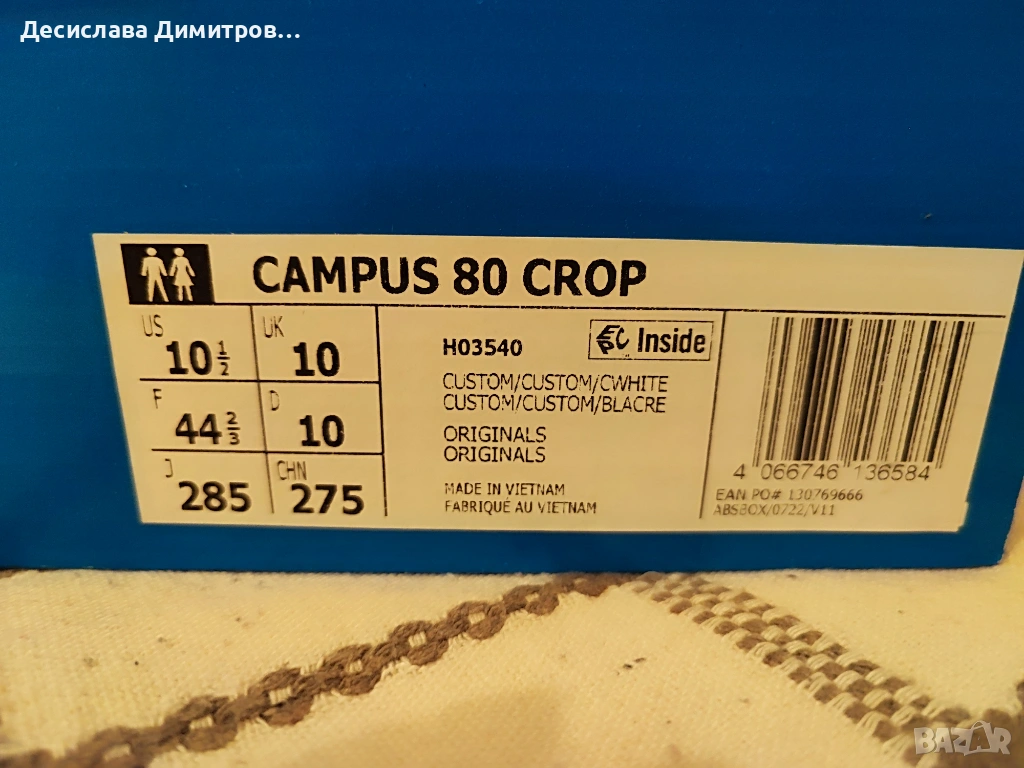 Десислава Димитров...
CAMPUS 80 CROP
US 10 1/2 UK 10
F 44 2/3 D 10
J 285 CHN 275
H03540
Inside
CUSTOM/CUSTOM/CWHITE
CUSTOM/CUSTOM/BLACRE
ORIGINALS
ORIGINALS
MADE IN VIETNAM
FABRIQUÉ AU VIETNAM
4 066746 136584
EAN PO# 130769666
ABSBOX/0722/V11
BAZAR